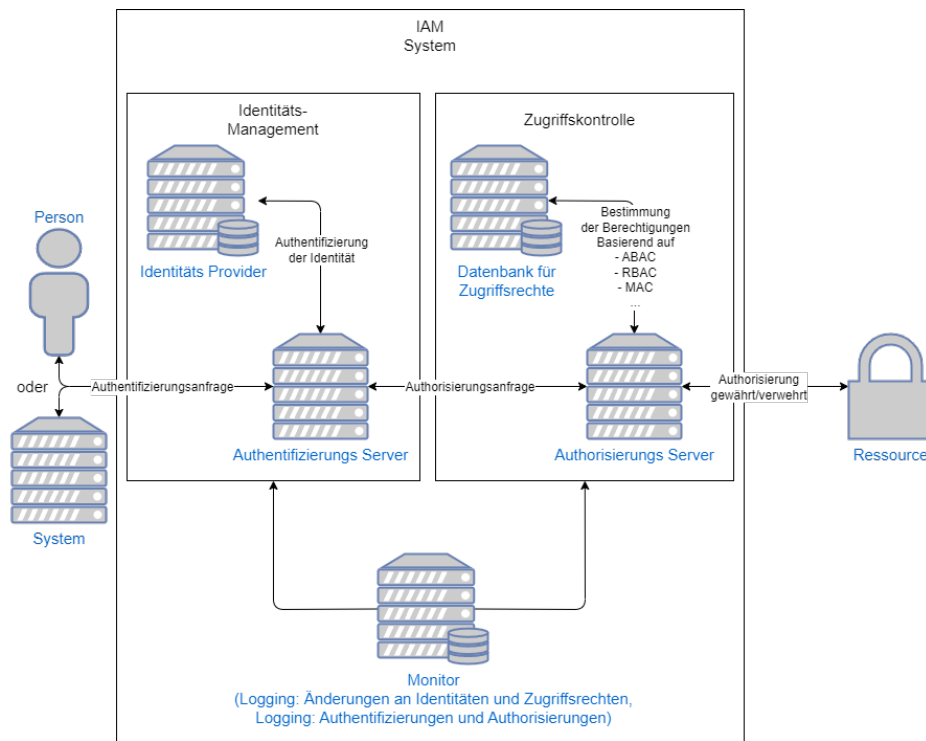 IAM
System
Identitäts-
Management
Zugriffskontrolle
Person
Identitäts Provider
Authentifizierung
der Identität
Datenbank für
Zugriffsrechte
Bestimmung
der Berechtigungen
Basierend auf
- ABAC
- RBAC
- MAC
...
oder
Authentifizierungsanfrage
Authorisierungsanfrage
Authorisierung
gewährt/verwehrt
Authentifizierungs Server
Authorisierungs Server
Ressource
System
Monitor
(Logging: Änderungen an Identitäten und Zugriffsrechten,
Logging: Authentifizierungen und Authorisierungen)